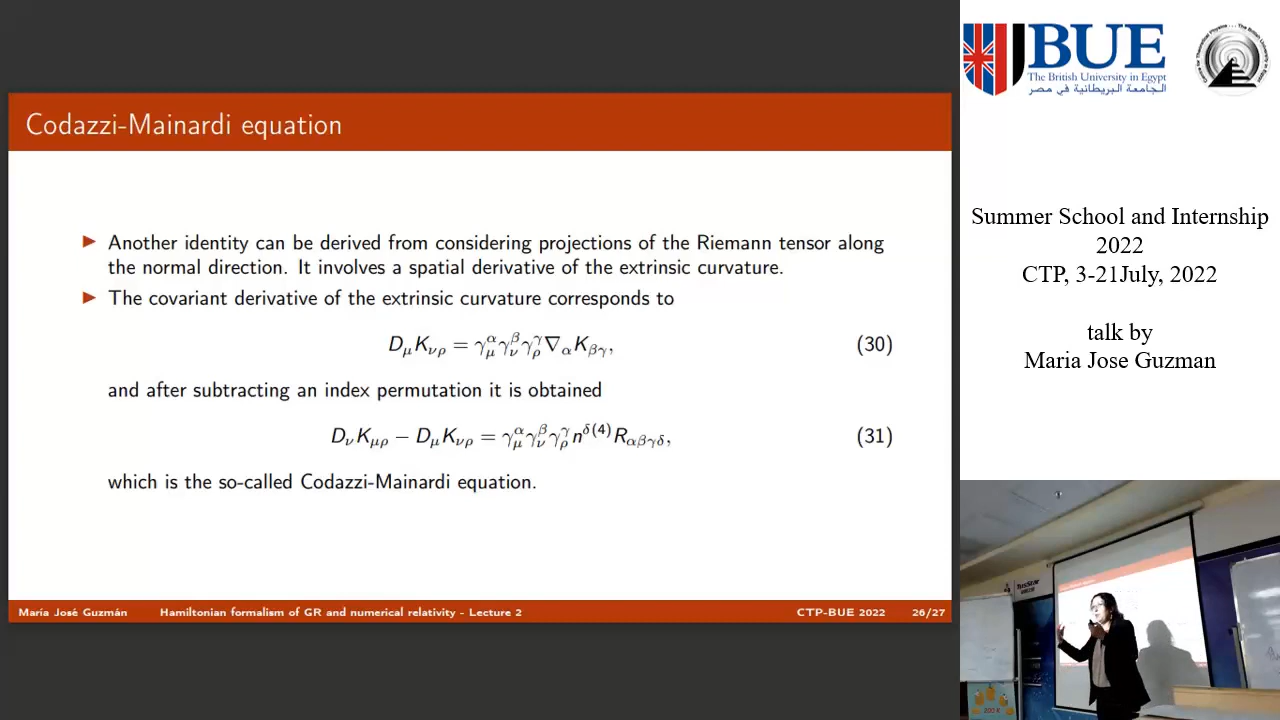 Codazzi-Mainardi equation
▶ Another identity can be derived from considering projections of the Riemann tensor along
the normal direction. It involves a spatial derivative of the extrinsic curvature.
▶ The covariant derivative of the extrinsic curvature corresponds to
D_μ K_νρ = γ^α_μ γ^β_ν γ^γ_ρ ∇_α K_βγ, (30)
and after subtracting an index permutation it is obtained
D_ν K_μρ − D_μ K_νρ = γ^α_μ γ^β_ν γ^γ_ρ n^δ (4)R_αβγδ, (31)
which is the so-called Codazzi-Mainardi equation.
María José Guzmán Hamiltonian formalism of GR and numerical relativity - Lecture 2 CTP-BUE 2022 26/27
BUE
The British University in Egypt
الجامعة البريطانية في مصر
Summer School and Internship
2022
CTP, 3-21July, 2022
talk by
Maria Jose Guzman